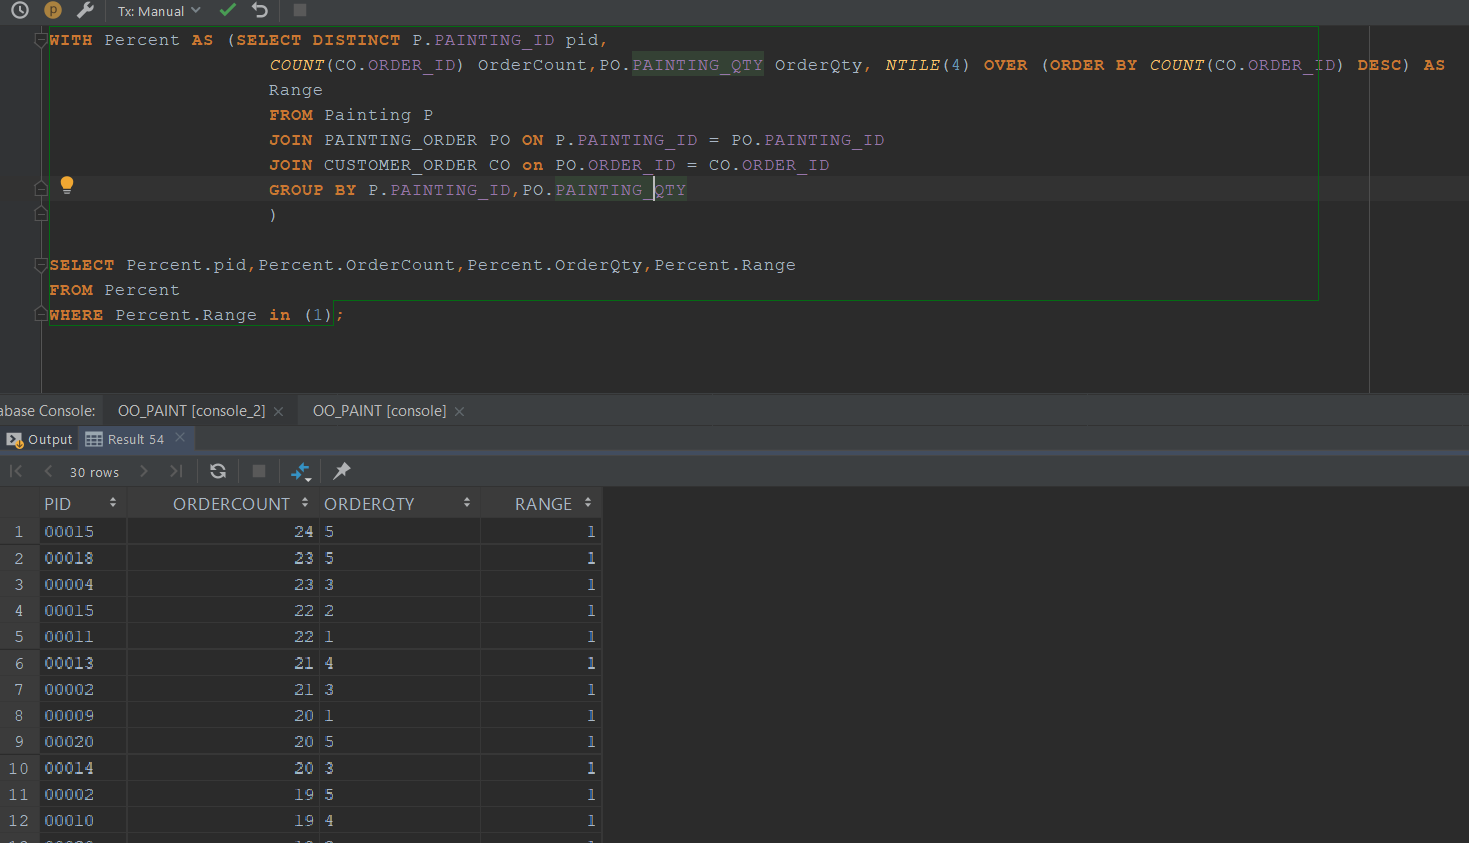 Tx: Manual
WITH Percent AS (SELECT DISTINCT P.PAINTING_ID pid,
COUNT(CO.ORDER_ID) OrderCount,PO.PAINTING_QTY OrderQty, NTILE(4) OVER (ORDER BY COUNT(CO.ORDER_ID) DESC) AS
Range
FROM Painting P
JOIN PAINTING_ORDER PO ON P.PAINTING_ID = PO.PAINTING_ID
JOIN CUSTOMER_ORDER CO on PO.ORDER_ID = CO.ORDER_ID
GROUP BY P.PAINTING_ID,PO.PAINTING_QTY
)
SELECT Percent.pid,Percent.OrderCount,Percent.OrderQty,Percent.Range
FROM Percent
WHERE Percent.Range in (1);
abase Console: OO_PAINT [console_2] OO_PAINT [console]
Output Result 54
30 rows
PID ORDERCOUNT ORDERQTY RANGE
1 00015 24 5 1
2 00018 23 5 1
3 00004 23 3 1
4 00015 22 2 1
5 00011 22 1 1
6 00013 21 4 1
7 00002 21 3 1
8 00009 20 1 1
9 00020 20 5 1
10 00014 20 3 1
11 00002 19 5 1
12 00010 19 4 1